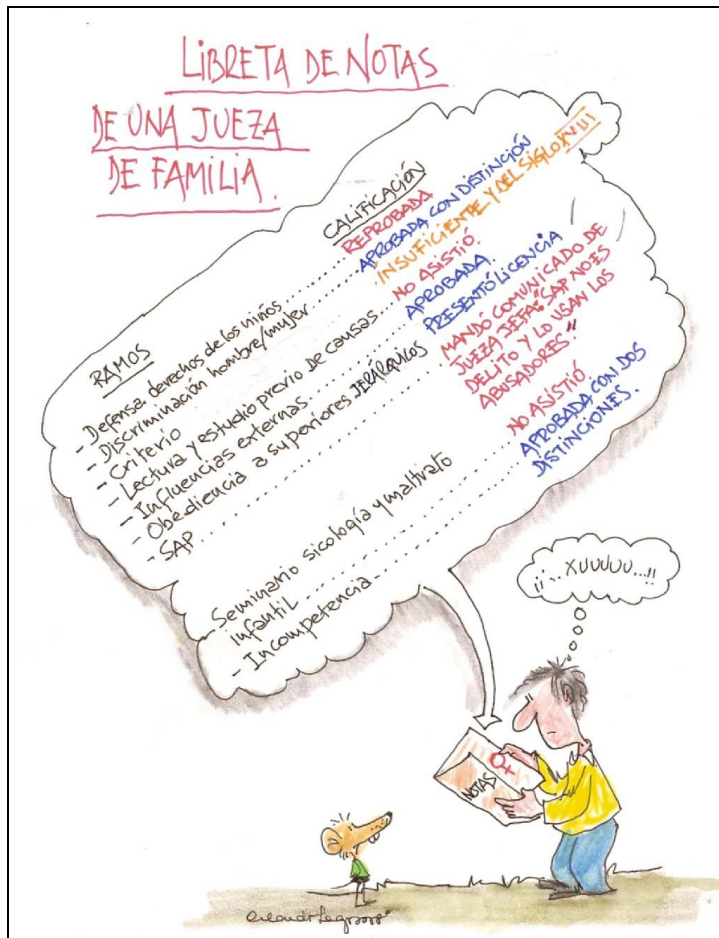 LIBRETA DE NOTAS
DE UNA JUEZA
DE FAMILIA.
RAMOS
CALIFICACIÓN
- Defensa derechos de los niños ...... REPROBADA
- Discriminación hombre/mujer ...... APROBADA CON DISTINCIÓN
- Criterio ...... INSUFICIENTE Y DEL SIGLO XVIII
- Lectura y estudio previo de causas ... NO ASISTIÓ.
- Influencias externas ...... APROBADA.
- Obediencia a superiores JERÁRQUICOS PRESENTÓ LICENCIA
- SAP ...... MANDÓ COMUNICADO DE
JUEZA JEFA: "SAP NO ES
DELITO Y LO USAN LOS
ABUSADORES"
- Seminario sicología y maltrato
infantil ...... NO ASISTIÓ
- Incompetencia ...... APROBADA CON DOS
DISTINCIONES.
¡¡...XUUUUU...!!
NOTAS